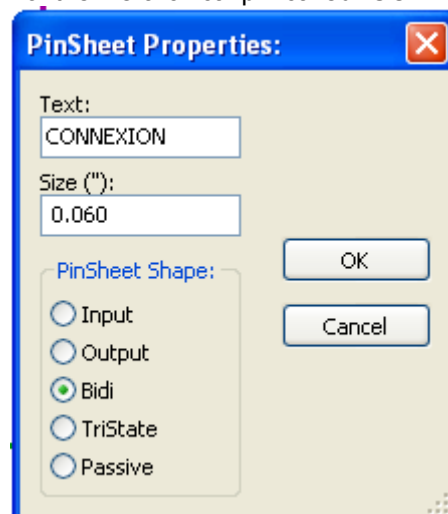 PinSheet Properties:
Text:
CONNEXION
Size ("):
0.060
PinSheet Shape:
Input
Output
Bidi
TriState
Passive
OK
Cancel